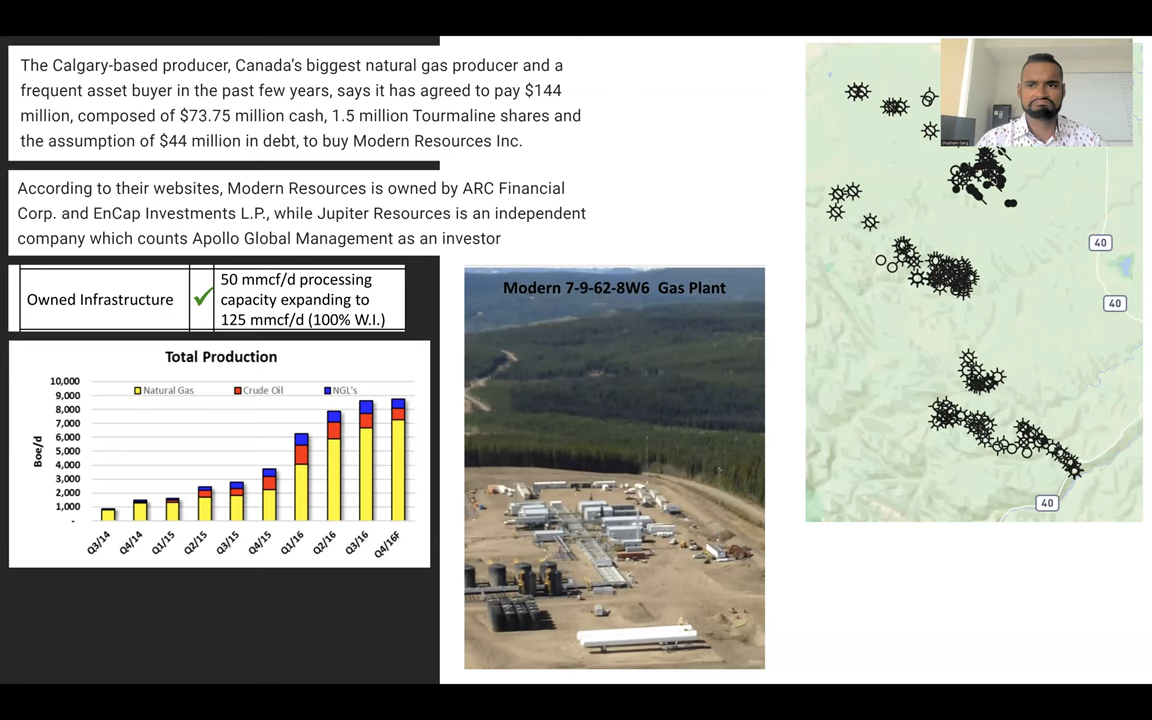 The Calgary-based producer, Canada's biggest natural gas producer and a
frequent asset buyer in the past few years, says it has agreed to pay $144
million, composed of $73.75 million cash, 1.5 million Tourmaline shares and
the assumption of $44 million in debt, to buy Modern Resources Inc.
According to their websites, Modern Resources is owned by ARC Financial
Corp. and EnCap Investments L.P., while Jupiter Resources is an independent
company which counts Apollo Global Management as an investor
Owned Infrastructure ✓
50 mmcf/d processing
capacity expanding to
125 mmcf/d (100% W.I.)
Total Production
Natural Gas Crude Oil NGL's
Boe/d
10,000
9,000
8,000
7,000
6,000
5,000
4,000
3,000
2,000
1,000
-
Q3/14 Q4/14 Q1/15 Q2/15 Q3/15 Q4/15 Q1/16 Q2/16 Q3/16 Q4/16F
Modern 7-9-62-8W6 Gas Plant
40
40
40